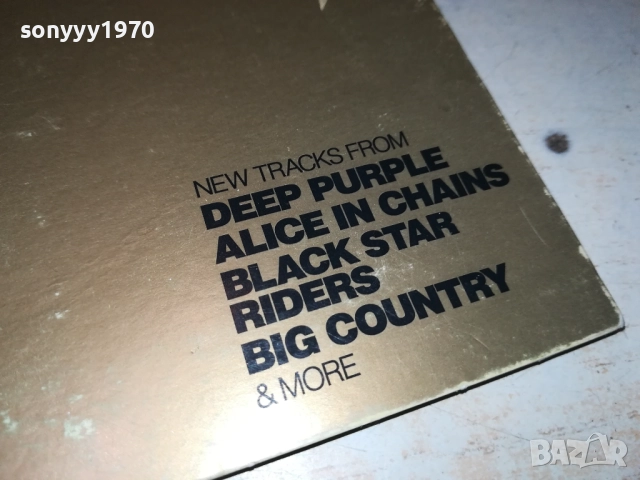 sonyyy1970
NEW TRACKS FROM
DEEP PURPLE
ALICE IN CHAINS
BLACK STAR
RIDERS
BIG COUNTRY
& MORE
BAZAR